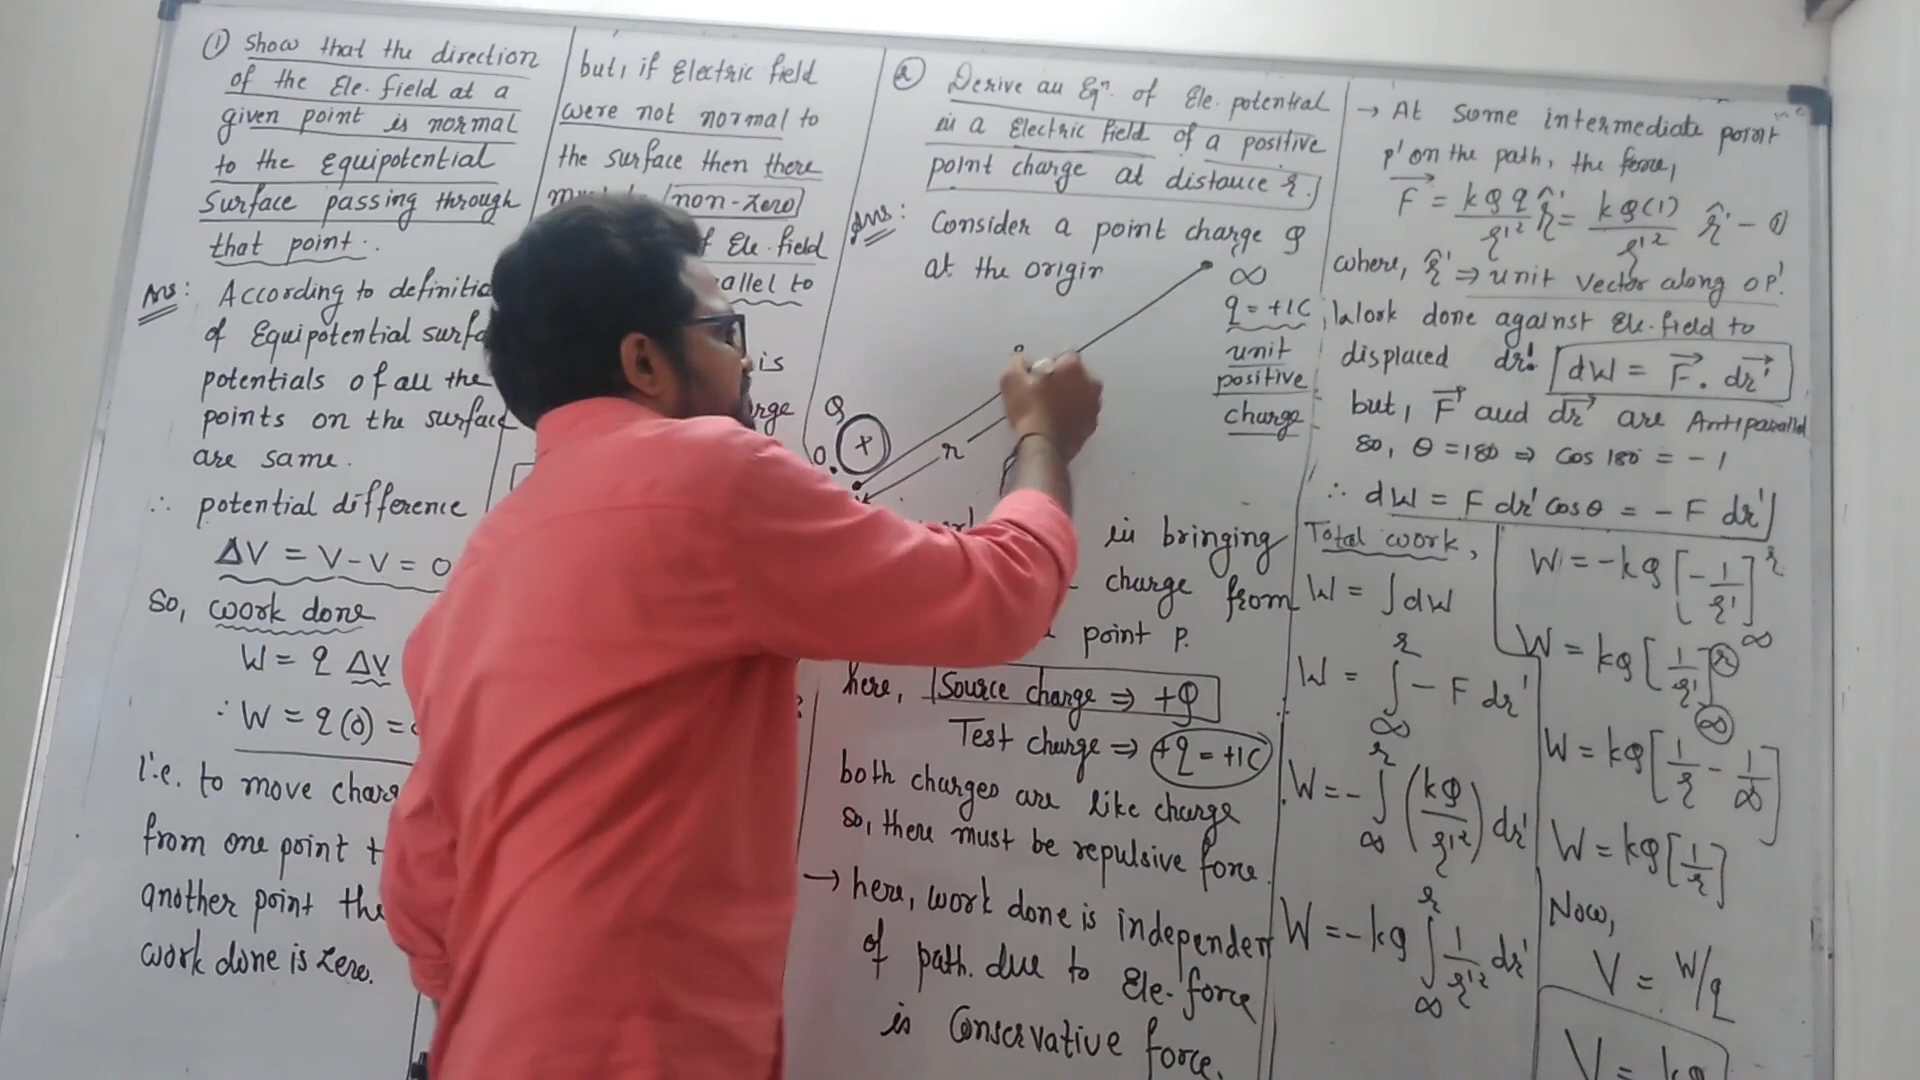 ① Show that the direction
of the Ele. field at a
given point is normal
to the equipotential
Surface passing through
that point.
Ans: According to definitio
of Equipotential surfa
potentials of all the
points on the surface
are same.
∴ potential difference
ΔV = V - V = 0
So, work done
W = q ΔV
∴ W = q (0) =
i.e. to move charg
from one point t
another point the
work done is zero.
but, if Electric field
were not normal to
the surface then there
non-zero
f Ele. field
allel to
is
rge
② Derive an Eqⁿ. of Ele. potential
in a Electric field of a positive
point charge at distance r.
Ans: Consider a point charge Q
at the origin
∞
q = +1C
unit
positive
charge
Q
+
O
r
in bringing
charge from
point P.
here, Source charge ⇒ +Q
Test charge ⇒ +q = +1C
both charges are like charge
so, there must be repulsive force.
→ here, work done is independent
of path. due to Ele. force
is Conservative force.
→ At some intermediate point
p' on the path, the force,
F⃗ = kQq/r'² r̂' = kQ(1)/r'² r̂' - ①
where, r̂' ⇒ unit vector along OP'.
Work done against Ele. field to
displaced dr'. dW = F⃗ . dr⃗'
but, F⃗ and dr⃗' are Antiparallel
so, θ = 180 ⇒ cos 180 = -1
∴ dW = F dr' cos θ = - F dr'
Total work,
W = ∫ dW
W = ∫_∞^r - F dr'
W = - ∫_∞^r (kQ/r'²) dr'
W = - kQ ∫_∞^r 1/r'² dr'
W = - kQ [- 1/r']_∞^r
W = kQ [1/r']_∞^r
W = kQ [1/r - 1/∞]
W = kQ [1/r]
Now,
V = W/q
V = kQ